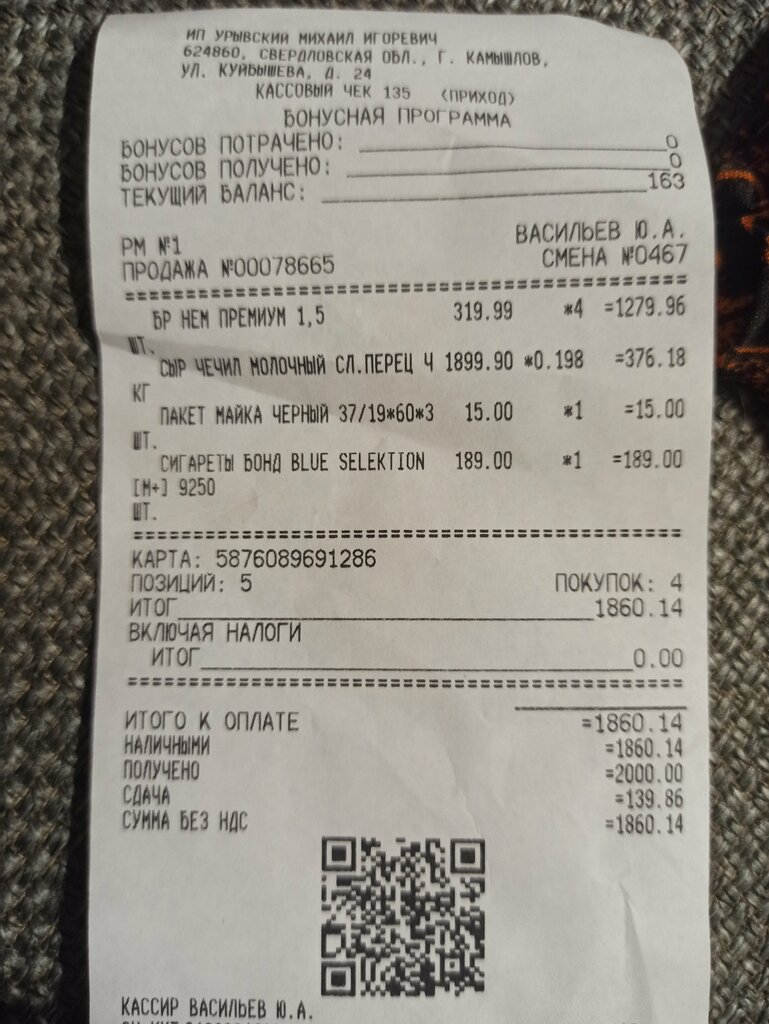 ИП УРЫВСКИЙ МИХАИЛ ИГОРЕВИЧ
624860, СВЕРДЛОВСКАЯ ОБЛ., Г. КАМЫШЛОВ,
УЛ. КУЙБЫШЕВА, Д. 24
КАССОВЫЙ ЧЕК 135 (ПРИХОД)
БОНУСНАЯ ПРОГРАММА
БОНУСОВ ПОТРАЧЕНО: 0
БОНУСОВ ПОЛУЧЕНО: 0
ТЕКУЩИЙ БАЛАНС: 163
РМ №1 ВАСИЛЬЕВ Ю.А.
ПРОДАЖА №00078665 СМЕНА №0467
БР НЕМ ПРЕМИУМ 1,5 319.99 *4 =1279.96
ШТ.
СЫР ЧЕЧИЛ МОЛОЧНЫЙ СЛ.ПЕРЕЦ Ч 1899.90 *0.198 =376.18
КГ
ПАКЕТ МАЙКА ЧЕРНЫЙ 37/19*60*3 15.00 *1 =15.00
ШТ.
СИГАРЕТЫ БОНД BLUE SELEKTION 189.00 *1 =189.00
[М+] 9250
ШТ.
КАРТА: 5876089691286
ПОЗИЦИЙ: 5 ПОКУПОК: 4
ИТОГ 1860.14
ВКЛЮЧАЯ НАЛОГИ
ИТОГ 0.00
ИТОГО К ОПЛАТЕ =1860.14
НАЛИЧНЫМИ =1860.14
ПОЛУЧЕНО =2000.00
СДАЧА =139.86
СУММА БЕЗ НДС =1860.14
КАССИР ВАСИЛЬЕВ Ю.А.